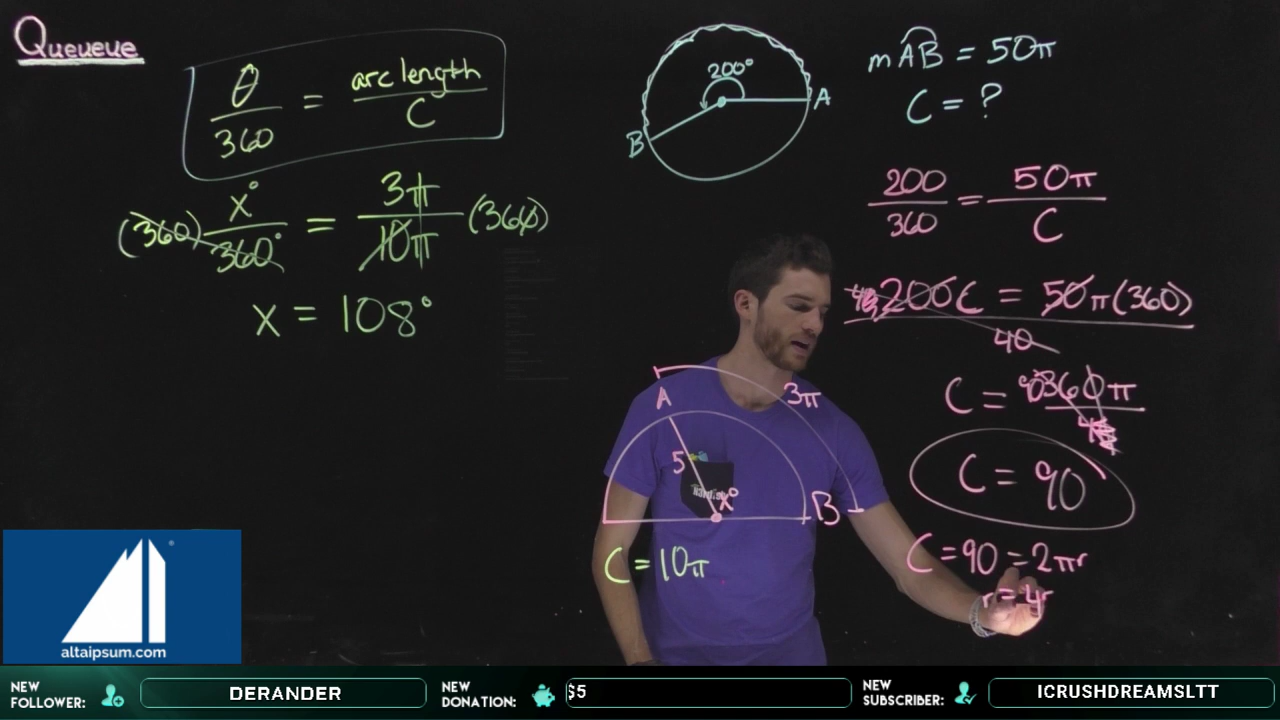 Queueue
θ/360 = arc length/C
(360) x°/360° = 3π/10π (360)
x = 108°
200°
A
B
mAB = 50π
C = ?
200/360 = 50π/C
200C = 50π(360)
40
C = 360π
C = 90
C = 90 = 2πr
r =
A
3π
5
x°
B
C = 10π
altaipsum.com
NEW FOLLOWER:
DERANDER
NEW DONATION:
$5
NEW SUBSCRIBER:
ICRUSHDREAMSLTT